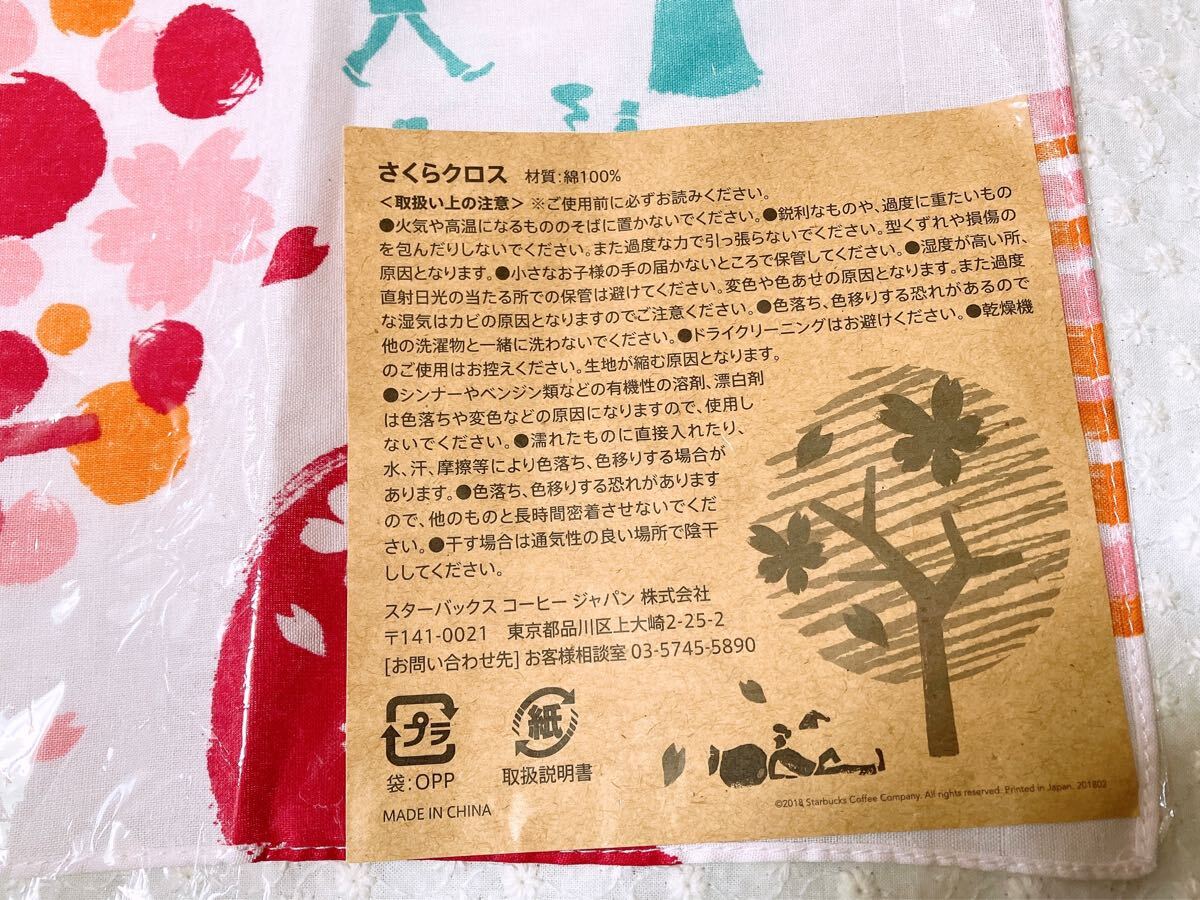 さくらクロス 材質:綿100%
<取扱い上の注意> ※ご使用前に必ずお読みください。
●火気や高温になるもののそばに置かないでください。●鋭利なものや、過度に重たいもの
を包んだりしないでください。また過度な力で引っ張らないでください。型くずれや損傷の
原因となります。●小さなお子様の手の届かないところで保管してください。●湿度が高い所、
直射日光の当たる所での保管は避けてください。変色や色あせの原因となります。また過度
な湿気はカビの原因となりますのでご注意ください。●色落ち、色移りする恐れがあるので
他の洗濯物と一緒に洗わないでください。●ドライクリーニングはお避けください。●乾燥機
のご使用はお控えください。生地が縮む原因となります。
●シンナーやベンジン類などの有機性の溶剤、漂白剤
は色落ちや変色などの原因になりますので、使用し
ないでください。●濡れたものに直接入れたり、
水、汗、摩擦等により色落ち、色移りする場合が
あります。●色落ち、色移りする恐れがあります
ので、他のものと長時間密着させないでくだ
さい。●干す場合は通気性の良い場所で陰干
ししてください。
スターバックス コーヒー ジャパン 株式会社
〒141-0021 東京都品川区上大崎2-25-2
[お問い合わせ先] お客様相談室 03-5745-5890
プラ 紙
袋:OPP 取扱説明書
MADE IN CHINA
©2018 Starbucks Coffee Company. All rights reserved. Printed in Japan. 201802